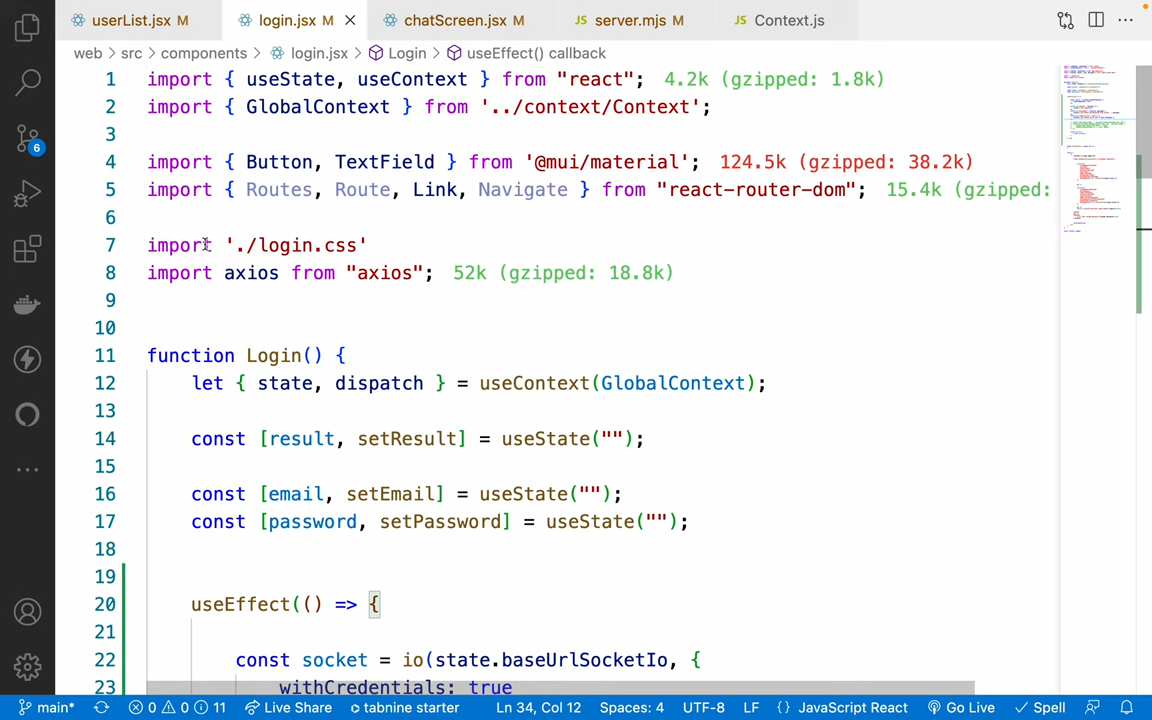 userList.jsx M
login.jsx M
chatScreen.jsx M
JS server.mjs M
JS Context.js
web > src > components > login.jsx > Login > useEffect() callback
1 import { useState, useContext } from "react"; 4.2k (gzipped: 1.8k)
2 import { GlobalContext } from '../context/Context';
3
4 import { Button, TextField } from '@mui/material'; 124.5k (gzipped: 38.2k)
5 import { Routes, Route, Link, Navigate } from "react-router-dom"; 15.4k (gzipped:
6
7 import './login.css'
8 import axios from "axios"; 52k (gzipped: 18.8k)
9
10
11 function Login() {
12 let { state, dispatch } = useContext(GlobalContext);
13
14 const [result, setResult] = useState("");
15
16 const [email, setEmail] = useState("");
17 const [password, setPassword] = useState("");
18
19
20 useEffect(() => {
21
22 const socket = io(state.baseUrlSocketIo, {
23 withCredentials: true
6
main* 0 0 11 Live Share tabnine starter Ln 34, Col 12 Spaces: 4 UTF-8 LF {} JavaScript React Go Live Spell